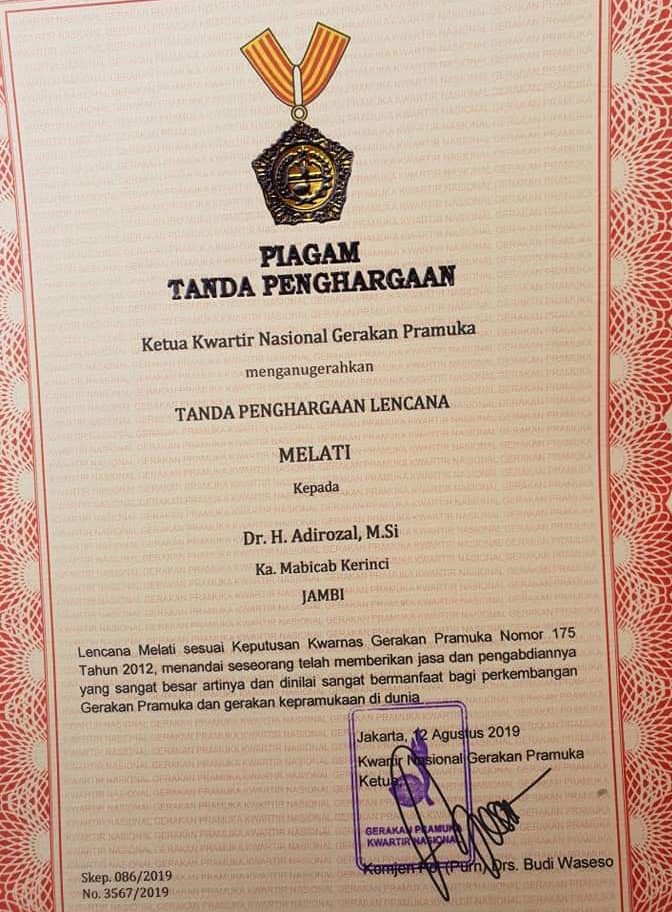 PIAGAM
TANDA PENGHARGAAN
Ketua Kwartir Nasional Gerakan Pramuka
menganugerahkan
TANDA PENGHARGAAN LENCANA
MELATI
Kepada
Dr. H. Adirozal, M.Si
Ka. Mabicab Kerinci
JAMBI
Lencana Melati sesuai Keputusan Kwarnas Gerakan Pramuka Nomor 175
Tahun 2012, menandai seseorang telah memberikan jasa dan pengabdiannya
yang sangat besar artinya dan dinilai sangat bermanfaat bagi perkembangan
Gerakan Pramuka dan gerakan kepramukaan di dunia
Jakarta, 12 Agustus 2019
Kwartir Nasional Gerakan Pramuka
Ketua,
GERAKAN PRAMUKA
KWARTIR NASIONAL
Komjen Pol (Purn) Drs. Budi Waseso
Skep. 086/2019
No. 3567/2019